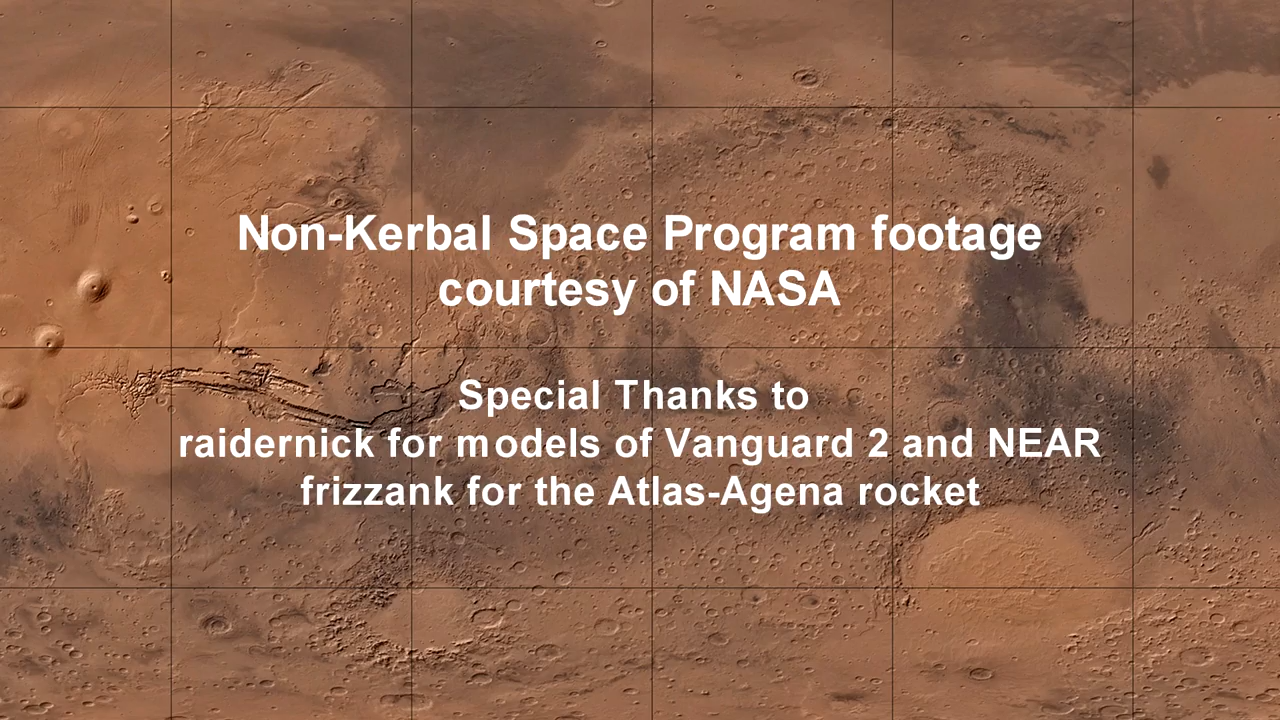 Non-Kerbal Space Program footage
courtesy of NASA
Special Thanks to
raidernick for models of Vanguard 2 and NEAR
frizzank for the Atlas-Agena rocket